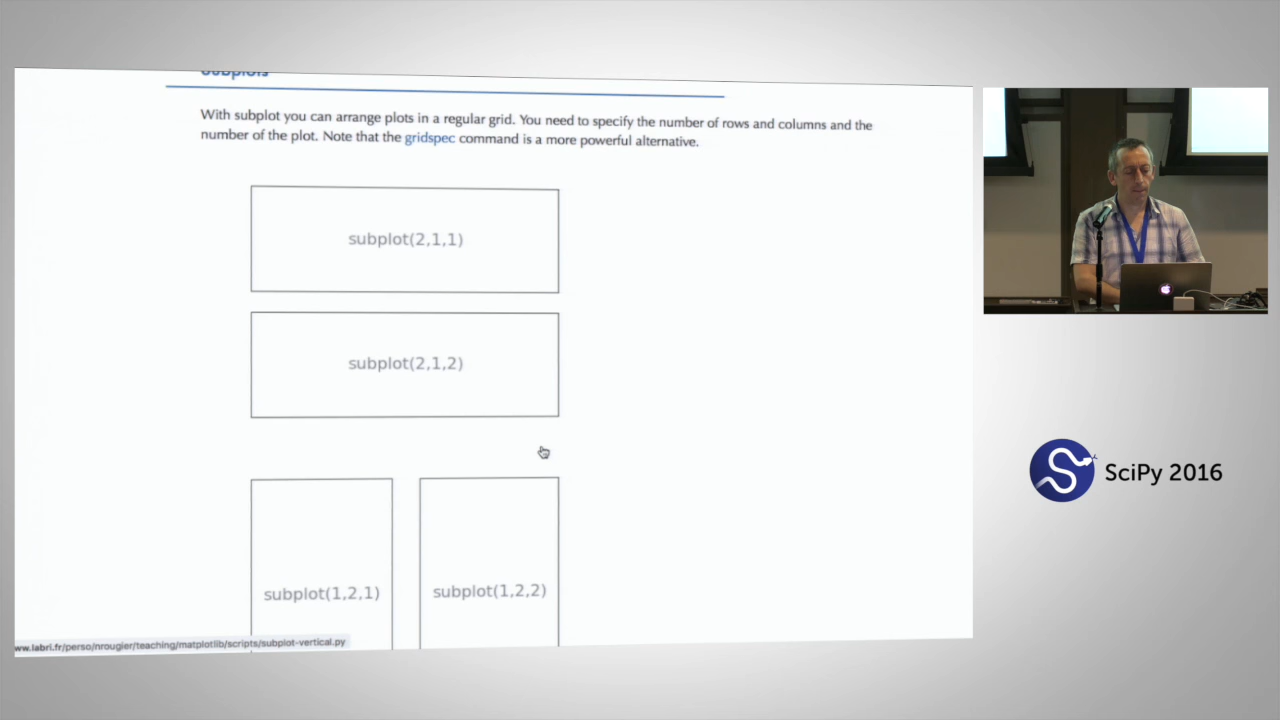 Subplots
With subplot you can arrange plots in a regular grid. You need to specify the number of rows and columns and the
number of the plot. Note that the gridspec command is a more powerful alternative.
subplot(2,1,1)
subplot(2,1,2)
subplot(1,2,1)
subplot(1,2,2)
ww.labri.fr/perso/nrougier/teaching/matplotlib/scripts/subplot-vertical.py
SciPy 2016